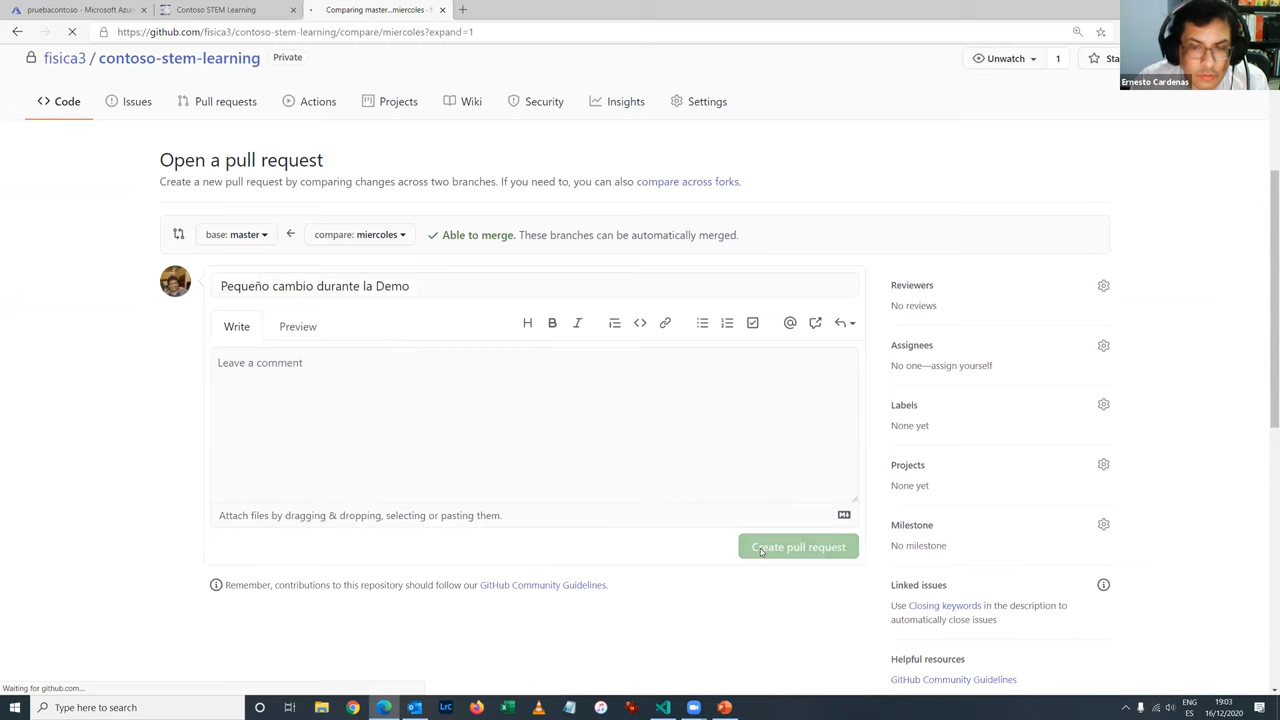 pruebacontoso - Microsoft Azur
Contoso STEM Learning
Comparing master...miercoles · fi
https://github.com/fisica3/contoso-stem-learning/compare/miercoles?expand=1
Ernesto Cardenas
fisica3 / contoso-stem-learning Private
Unwatch 1 Sta
Code Issues Pull requests Actions Projects Wiki Security Insights Settings
Open a pull request
Create a new pull request by comparing changes across two branches. If you need to, you can also compare across forks.
base: master compare: miercoles Able to merge. These branches can be automatically merged.
Pequeño cambio durante la Demo
Write Preview
Leave a comment
Attach files by dragging & dropping, selecting or pasting them.
Create pull request
Remember, contributions to this repository should follow our GitHub Community Guidelines.
Reviewers
No reviews
Assignees
No one—assign yourself
Labels
None yet
Projects
None yet
Milestone
No milestone
Linked issues
Use Closing keywords in the description to
automatically close issues
Helpful resources
GitHub Community Guidelines
Waiting for github.com...
Type here to search
ENG
ES
19:03
16/12/2020